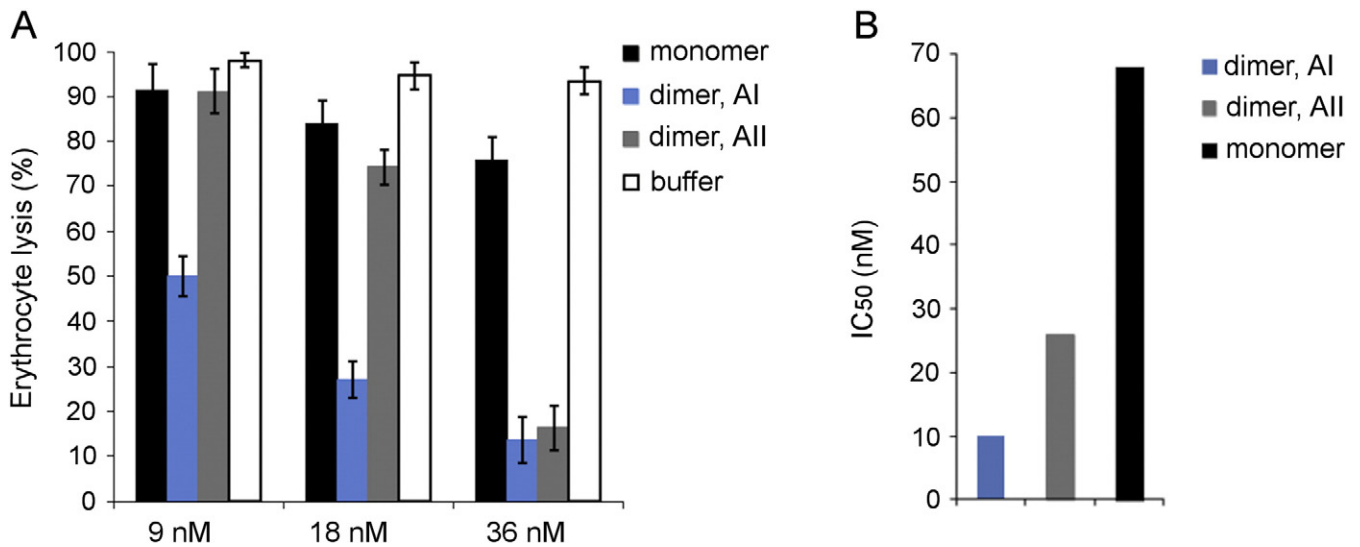 A
Erythrocyte lysis (%)
100
90
80
70
60
50
40
30
20
10
0
9 nM
18 nM
36 nM
monomer
dimer, AI
dimer, AII
buffer
B
IC50 (nM)
70
60
50
40
30
20
10
0
dimer, AI
dimer, AII
monomer